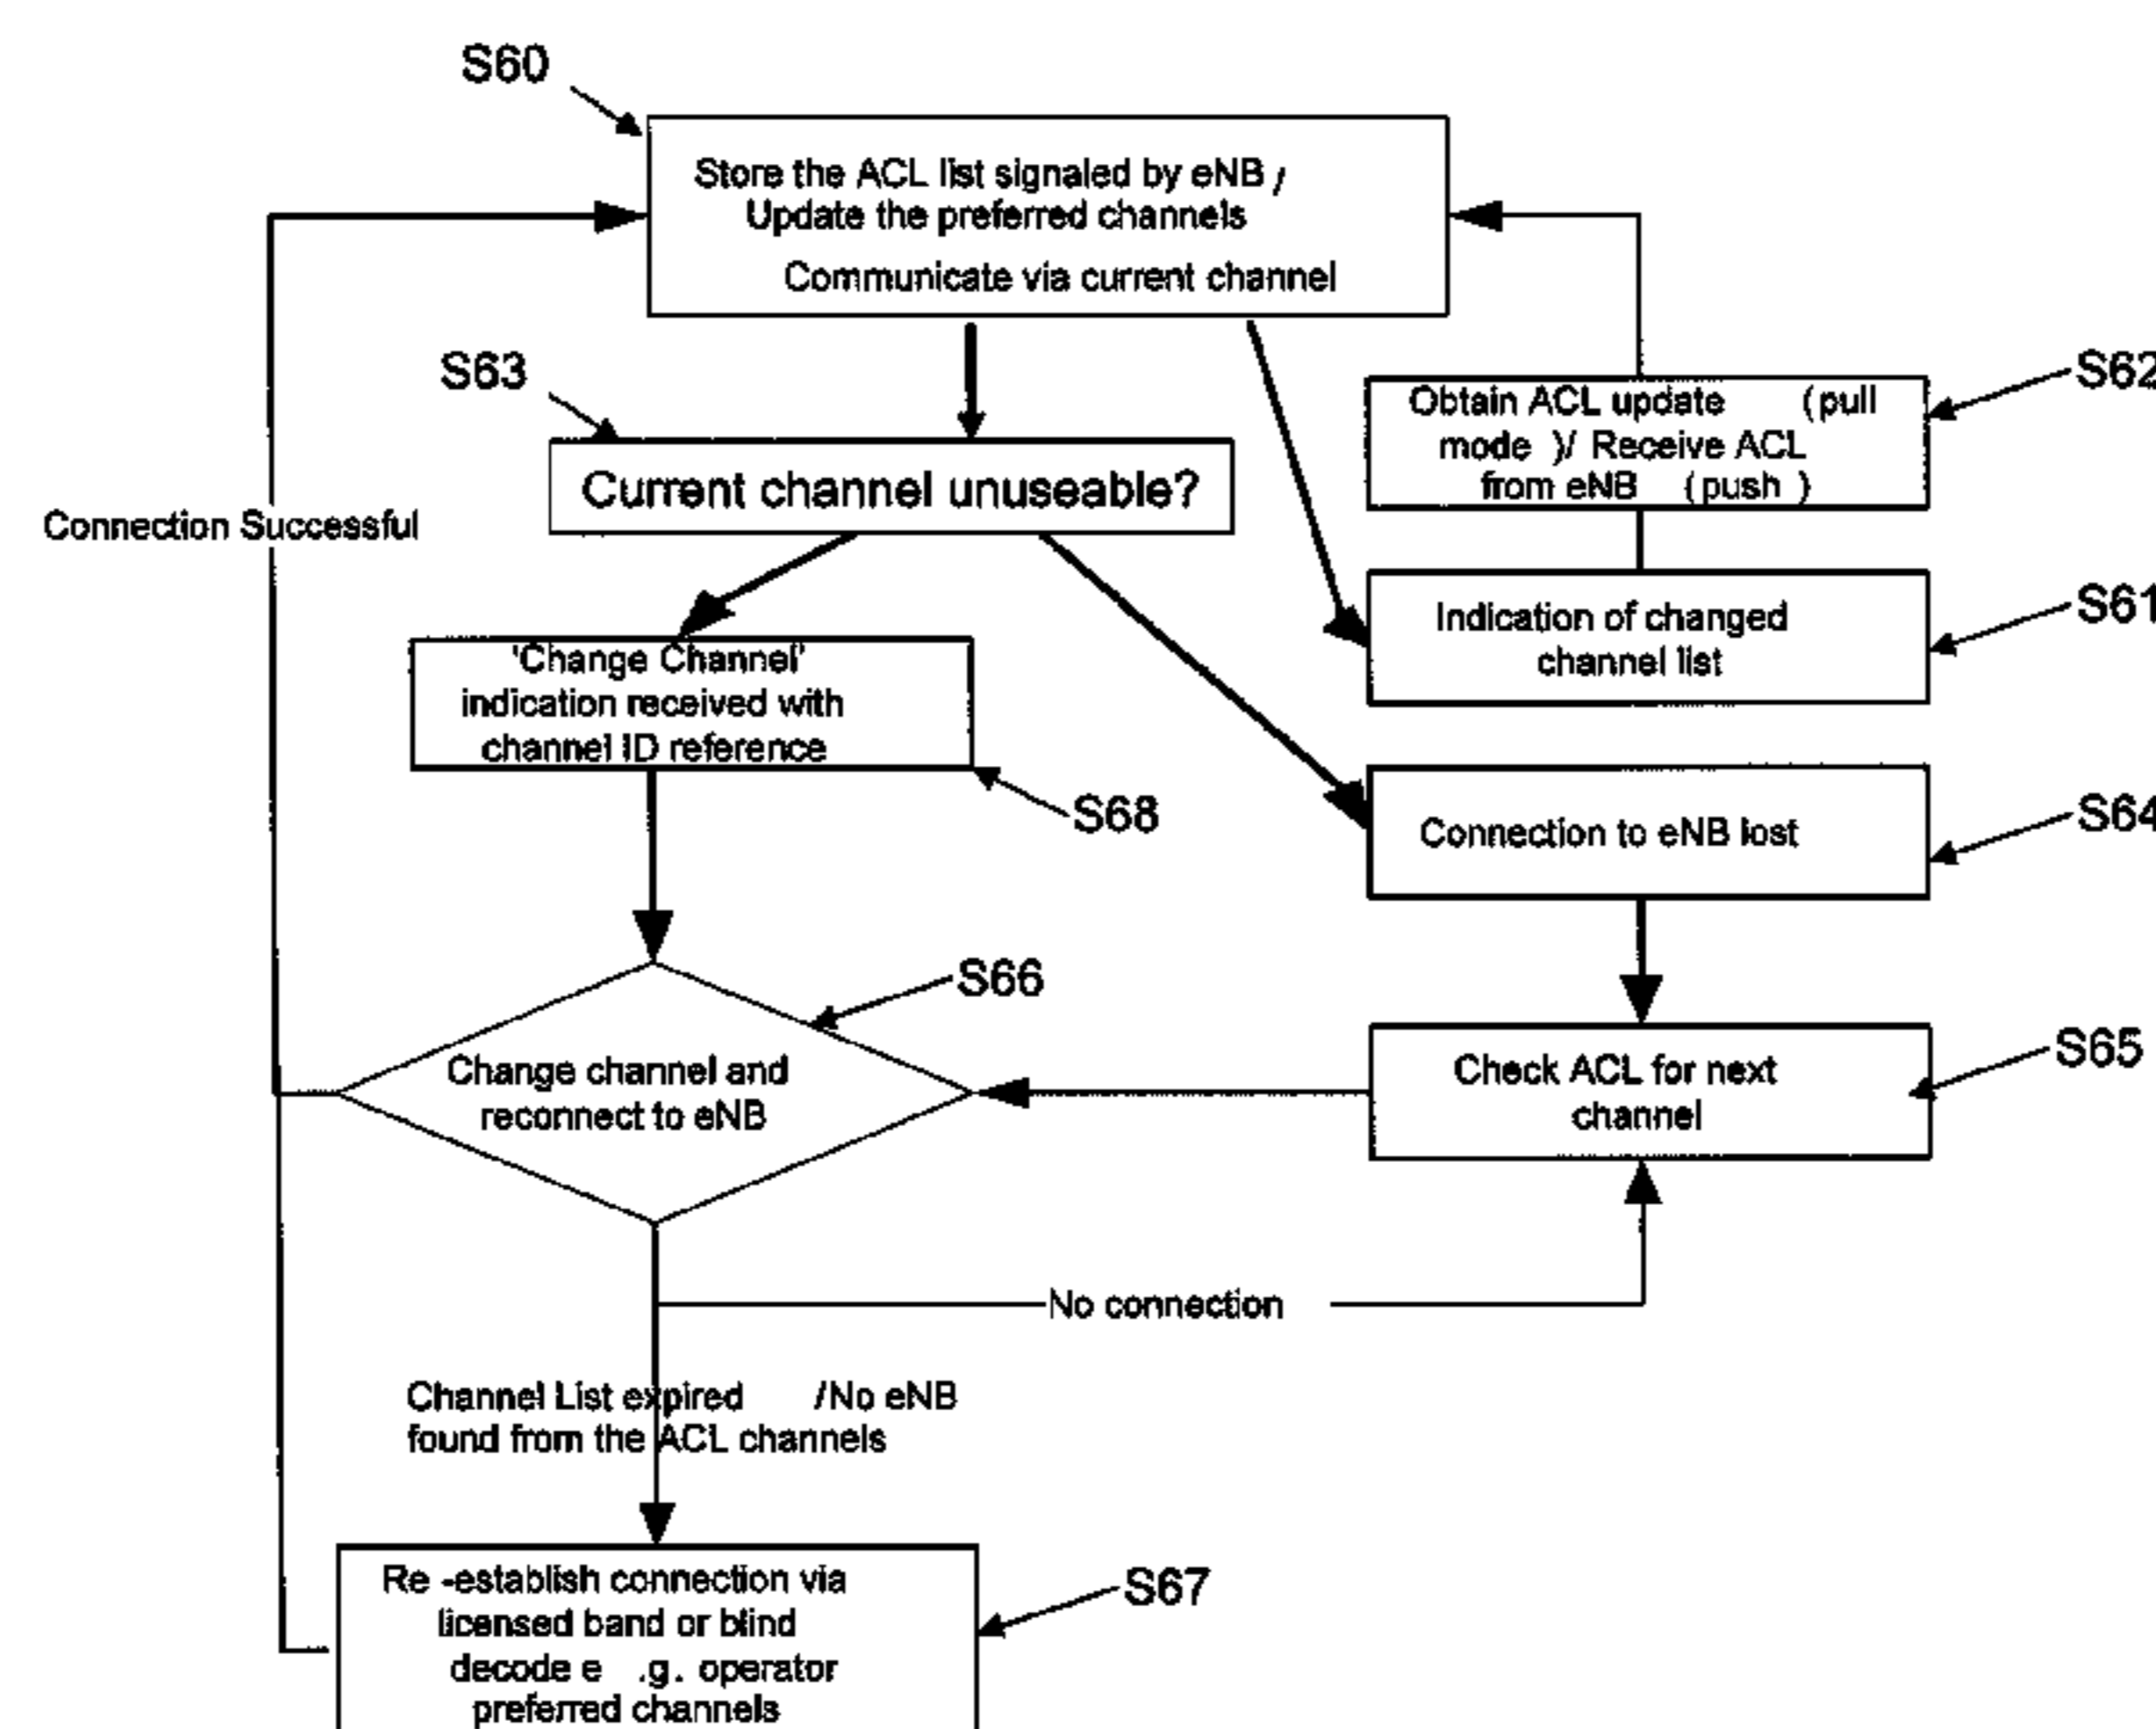 S60
Store the ACL list signaled by eNB /
Update the preferred channels
Communicate via current channel
S63
Current channel unuseable?
Obtain ACL update (pull
mode )/ Receive ACL
from eNB (push )
S62
Connection Successful
Indication of changed
channel list
S61
'Change Channel'
indication received with
channel ID reference
S68
Connection to eNB lost
S64
S66
Change channel and
reconnect to eNB
Check ACL for next
channel
S65
No connection
Channel List expired /No eNB
found from the ACL channels
Re -establish connection via
licensed band or blind
decode e .g. operator
preferred channels
S67